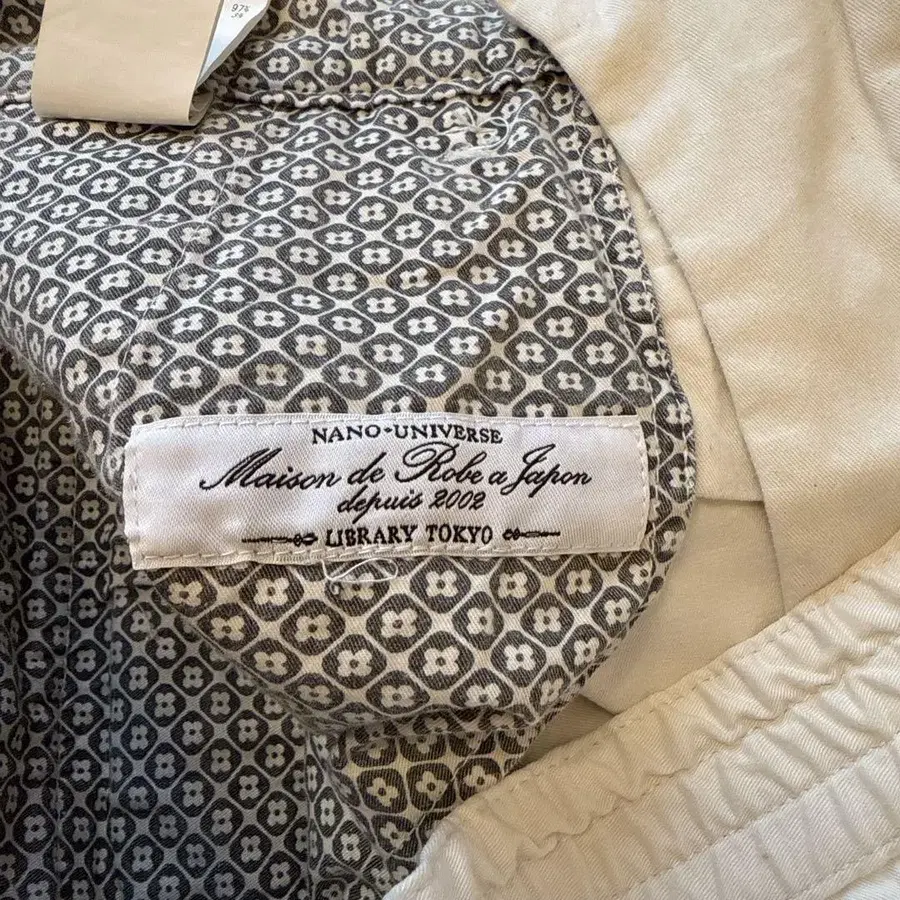 97%
NANO·UNIVERSE
Maison de Robe a Japon
depuis 2002
LIBRARY TOKYO